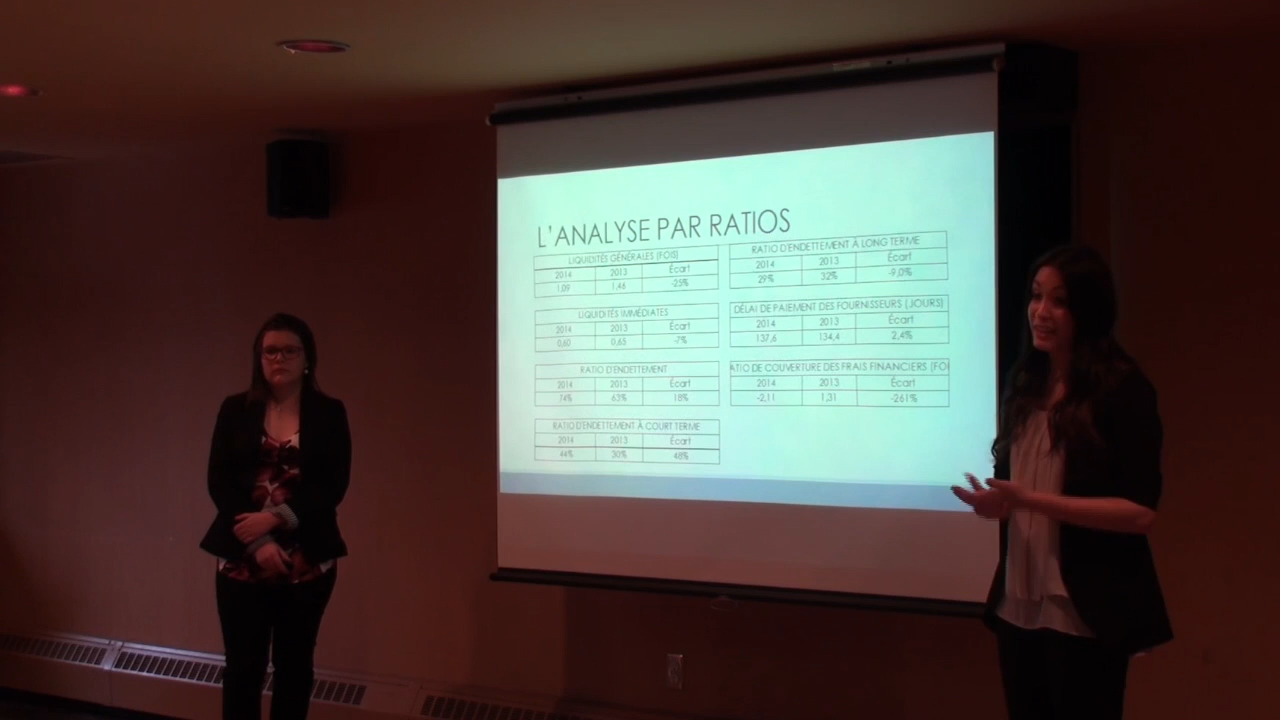 L'ANALYSE PAR RATIOS
LIQUIDITÉS GÉNÉRALES (FOIS)
2014 2013 Écart
1,09 1,46 -25%
LIQUIDITÉS IMMÉDIATES
2014 2013 Écart
0,60 0,65 -7%
RATIO D'ENDETTEMENT
2014 2013 Écart
74% 63% 18%
RATIO D'ENDETTEMENT À COURT TERME
2014 2013 Écart
44% 30% 48%
RATIO D'ENDETTEMENT À LONG TERME
2014 2013 Écart
29% 32% -9,0%
DÉLAI DE PAIEMENT DES FOURNISSEURS (JOURS)
2014 2013 Écart
137,6 134,4 2,4%
ATIO DE COUVERTURE DES FRAIS FINANCIERS (FOI
2014 2013 Écart
-2,11 1,31 -261%